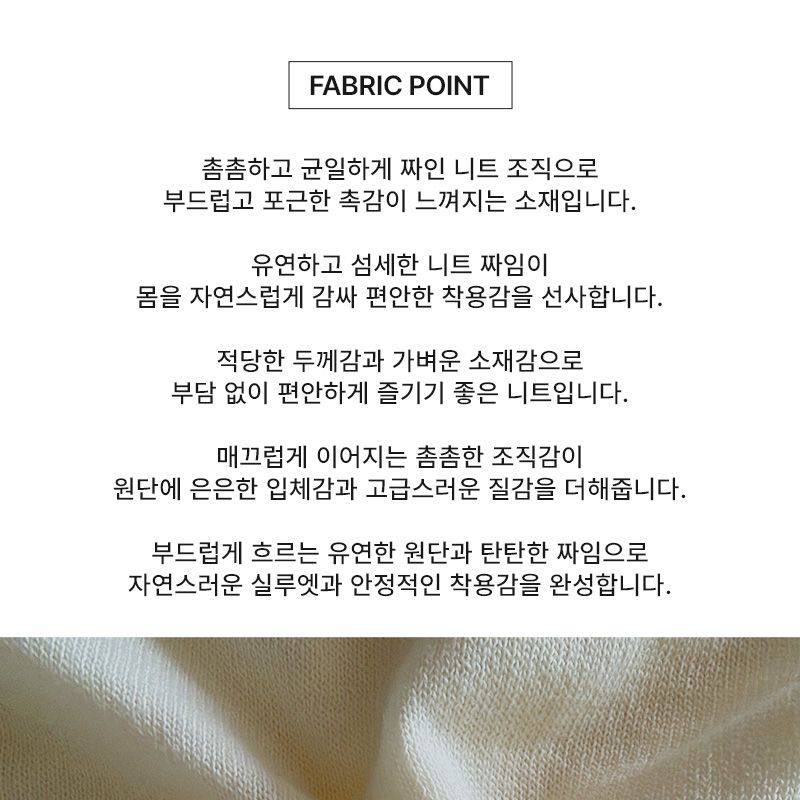 FABRIC POINT
촘촘하고 균일하게 짜인 니트 조직으로
부드럽고 포근한 촉감이 느껴지는 소재입니다.
유연하고 섬세한 니트 짜임이
몸을 자연스럽게 감싸 편안한 착용감을 선사합니다.
적당한 두께감과 가벼운 소재감으로
부담 없이 편안하게 즐기기 좋은 니트입니다.
매끄럽게 이어지는 촘촘한 조직감이
원단에 은은한 입체감과 고급스러운 질감을 더해줍니다.
부드럽게 흐르는 유연한 원단과 탄탄한 짜임으로
자연스러운 실루엣과 안정적인 착용감을 완성합니다.